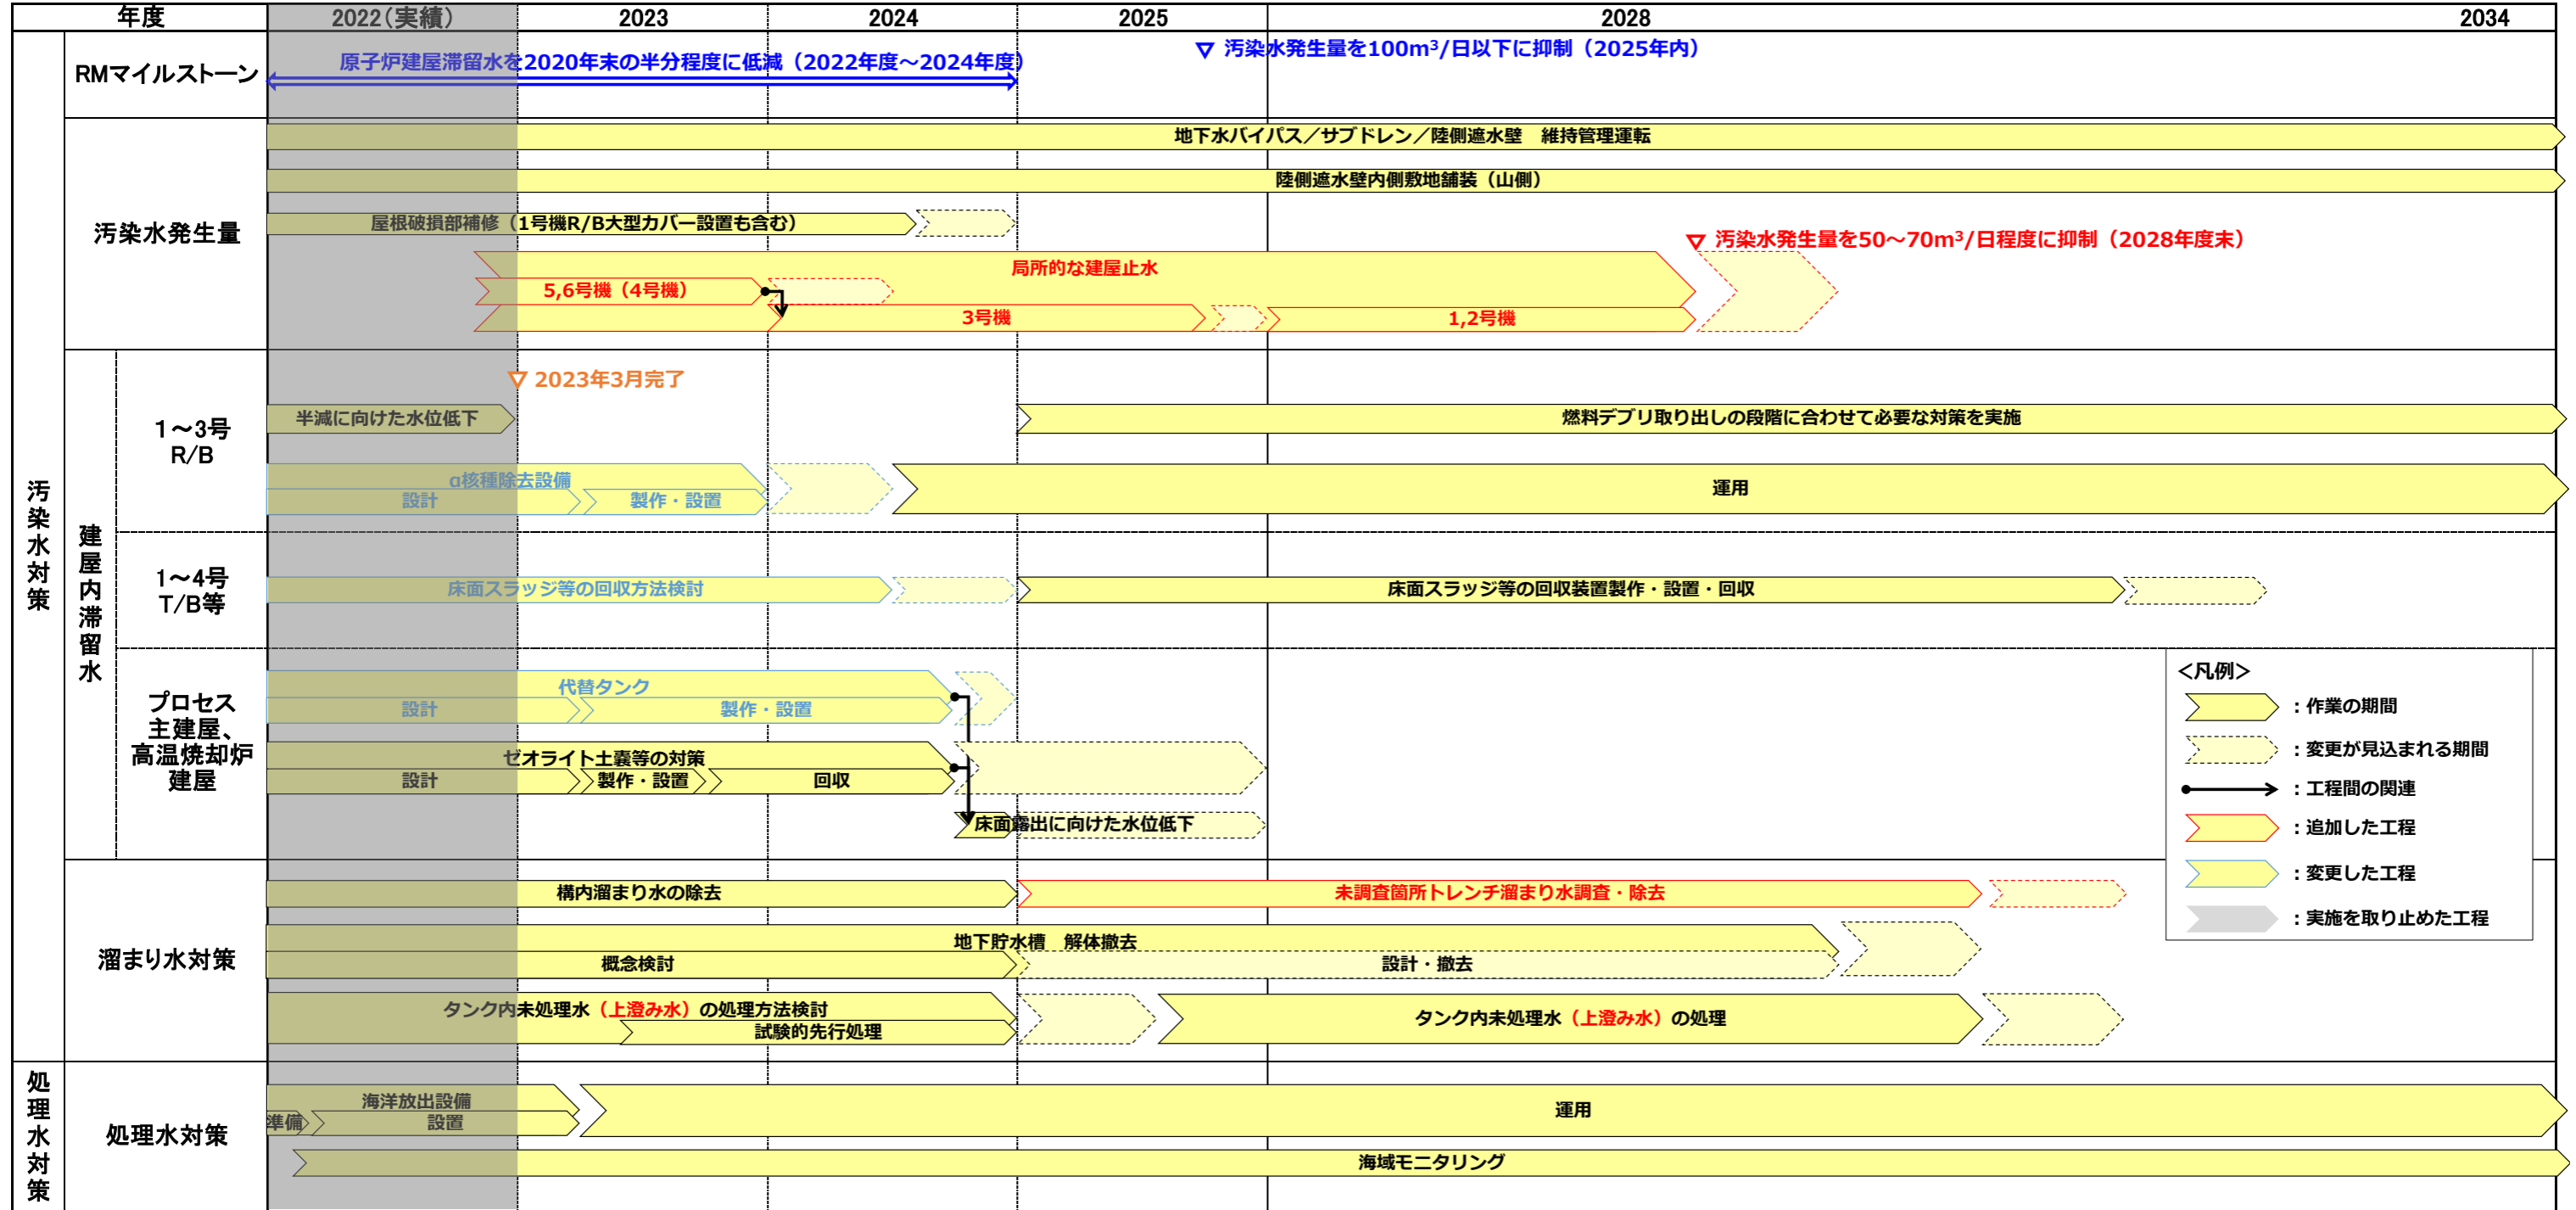 年度
2022(実績)
2023
2024
2025
2028
2034
汚染水対策
RMマイルストーン
原子炉建屋滞留水を2020年末の半分程度に低減（2022年度～2024年度）
▽ 汚染水発生量を100m³/日以下に抑制（2025年内）
汚染水発生量
地下水バイパス／サブドレン／陸側遮水壁　維持管理運転
陸側遮水壁内側敷地舗装（山側）
屋根破損部補修（1号機R/B大型カバー設置も含む）
▽ 汚染水発生量を50～70m³/日程度に抑制（2028年度末）
局所的な建屋止水
5,6号機（4号機）
3号機
1,2号機
建屋内滞留水
1～3号
R/B
▽ 2023年3月完了
半減に向けた水位低下
燃料デブリ取り出しの段階に合わせて必要な対策を実施
α核種除去設備
設計
製作・設置
運用
1～4号
T/B等
床面スラッジ等の回収方法検討
床面スラッジ等の回収装置製作・設置・回収
プロセス
主建屋、
高温焼却炉
建屋
代替タンク
設計
製作・設置
ゼオライト土嚢等の対策
設計
製作・設置
回収
床面露出に向けた水位低下
溜まり水対策
構内溜まり水の除去
未調査箇所トレンチ溜まり水調査・除去
地下貯水槽　解体撤去
概念検討
設計・撤去
タンク内未処理水（上澄み水）の処理方法検討
試験的先行処理
タンク内未処理水（上澄み水）の処理
処理水対策
処理水対策
海洋放出設備
準備
設置
運用
海域モニタリング
＜凡例＞
：作業の期間
：変更が見込まれる期間
：工程間の関連
：追加した工程
：変更した工程
：実施を取り止めた工程